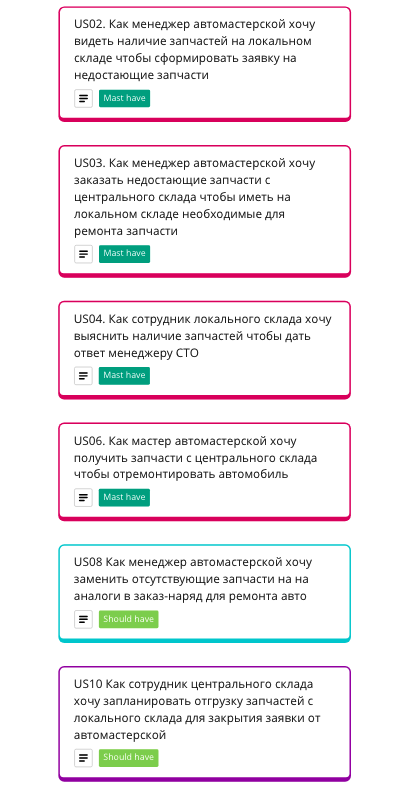 US02. Как менеджер автомастерской хочу
видеть наличие запчастей на локальном
складе чтобы сформировать заявку на
недостающие запчасти
Mast have
US03. Как менеджер автомастерской хочу
заказать недостающие запчасти с
центрального склада чтобы иметь на
локальном складе необходимые для
ремонта запчасти
Mast have
US04. Как сотрудник локального склада хочу
выяснить наличие запчастей чтобы дать
ответ менеджеру СТО
Mast have
US06. Как мастер автомастерской хочу
получить запчасти с центрального склада
чтобы отремонтировать автомобиль
Mast have
US08 Как менеджер автомастерской хочу
заменить отсутствующие запчасти на на
аналоги в заказ-наряд для ремонта авто
Should have
US10 Как сотрудник центрального склада
хочу запланировать отгрузку запчастей с
локального склада для закрытия заявки от
автомастерской
Should have